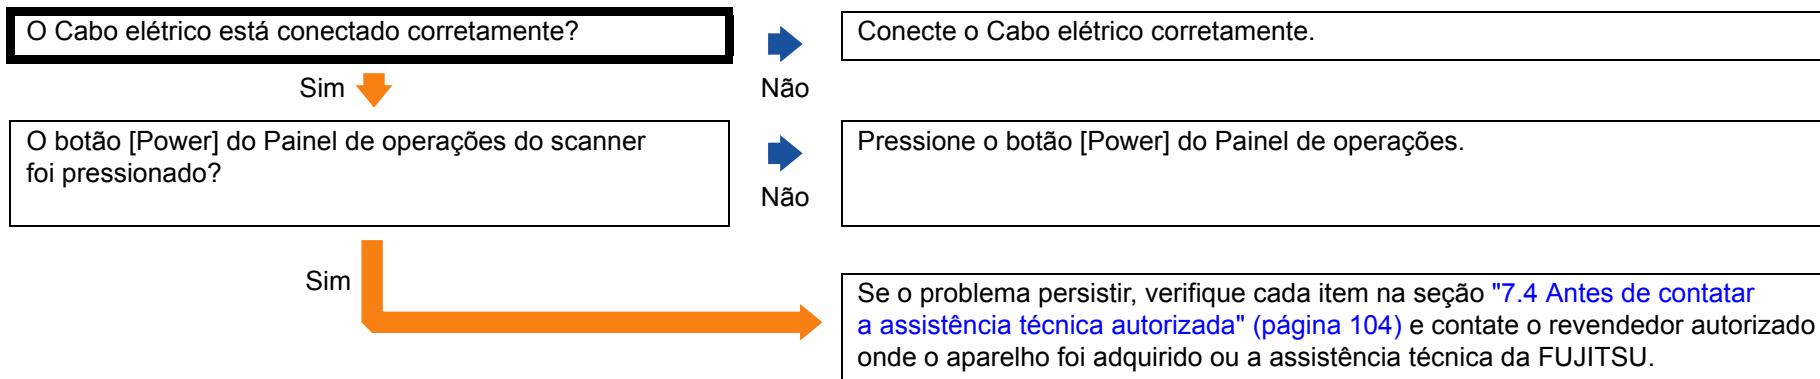 O Cabo elétrico está conectado corretamente?
Conecte o Cabo elétrico corretamente.
Sim
Não
O botão [Power] do Painel de operações do scanner
foi pressionado?
Pressione o botão [Power] do Painel de operações.
Não
Sim
Se o problema persistir, verifique cada item na seção "7.4 Antes de contatar
a assistência técnica autorizada" (página 104) e contate o revendedor autorizado
onde o aparelho foi adquirido ou a assistência técnica da FUJITSU.